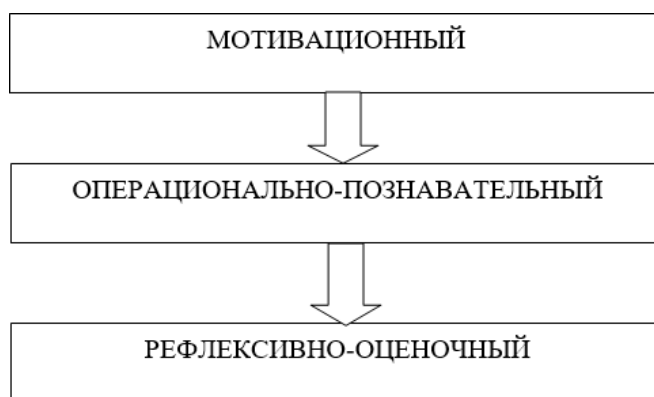 МОТИВАЦИОННЫЙ
ОПЕРАЦИОНАЛЬНО-ПОЗНАВАТЕЛЬНЫЙ
РЕФЛЕКСИВНО-ОЦЕНОЧНЫЙ